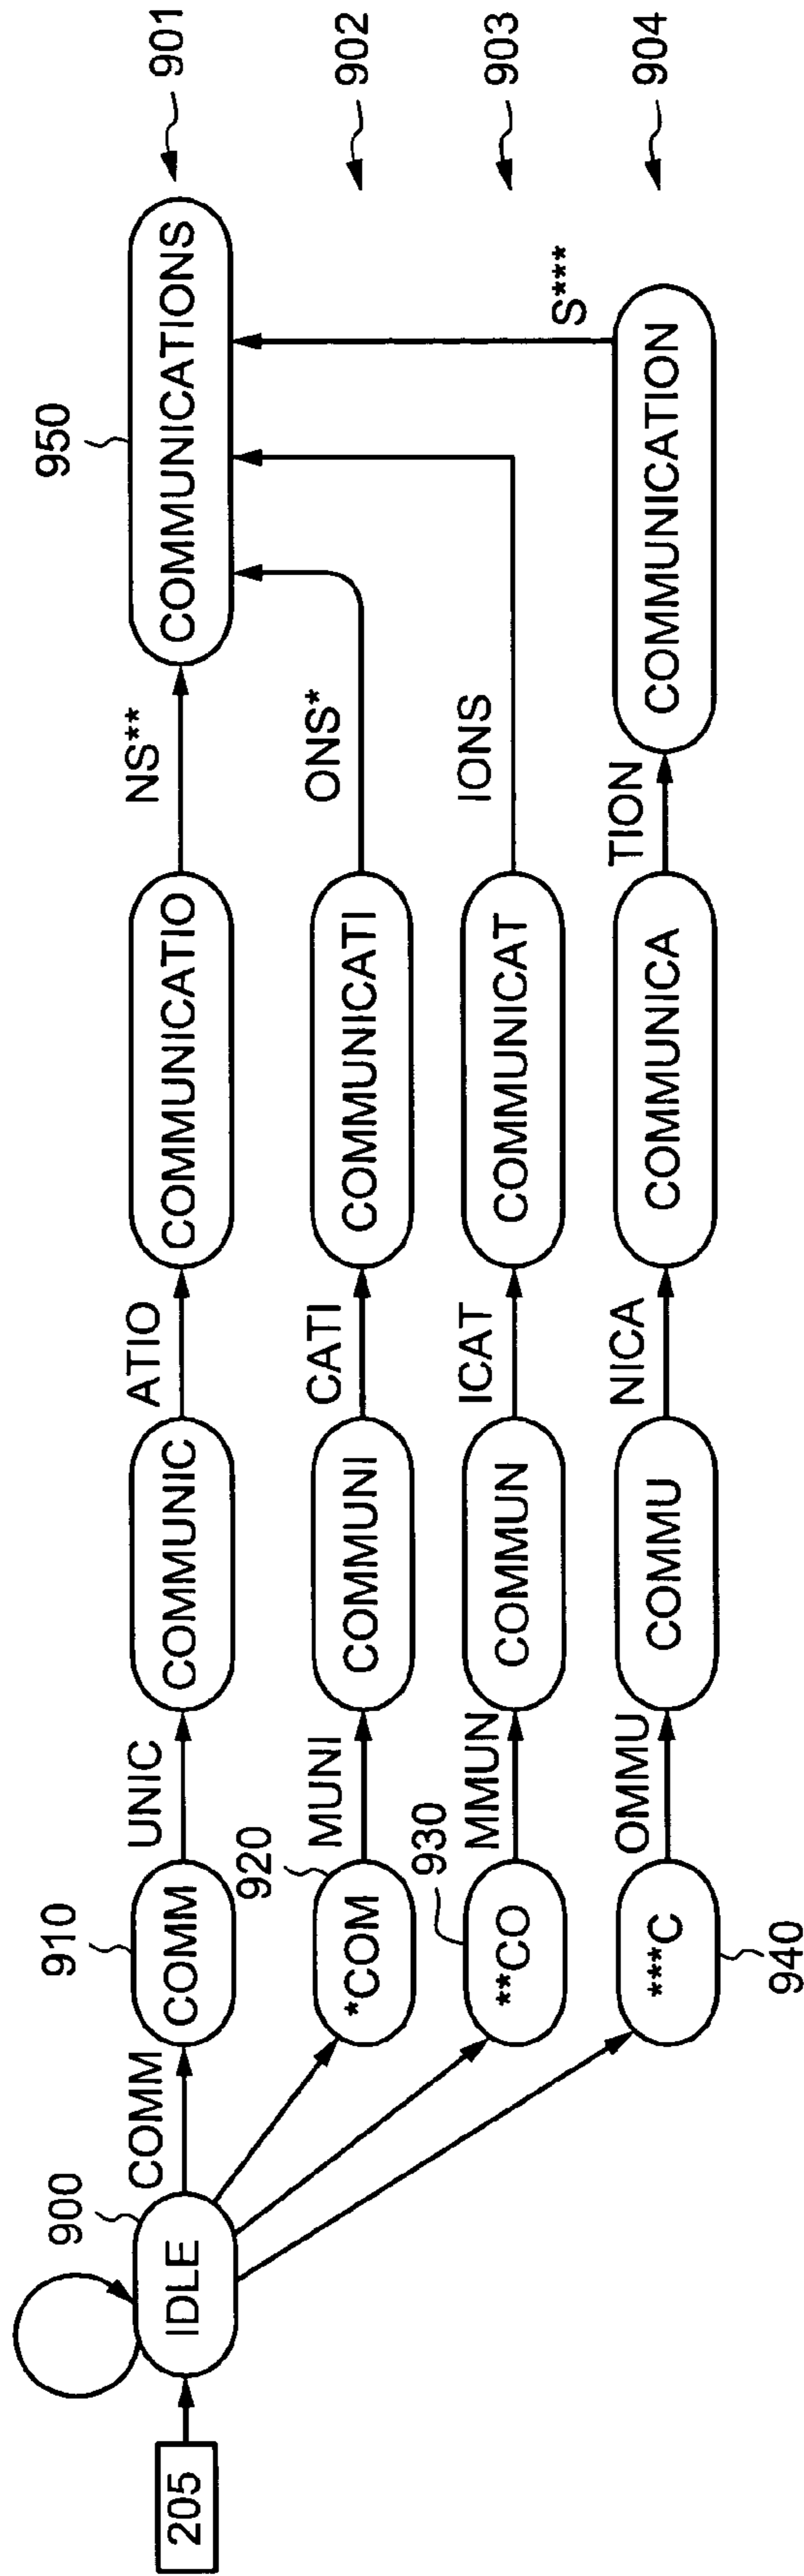 205
IDLE
900
COMM
COMM
910
UNIC
COMMUNIC
ATIO
COMMUNICATIO
NS**
COMMUNICATIONS
950
901
*COM
920
MUNI
COMMUNI
CATI
COMMUNICATI
ONS*
902
**CO
930
MMUN
COMMUN
ICAT
COMMUNICAT
IONS
903
***C
940
OMMU
COMMU
NICA
COMMUNICA
TION
COMMUNICATION
S***
904